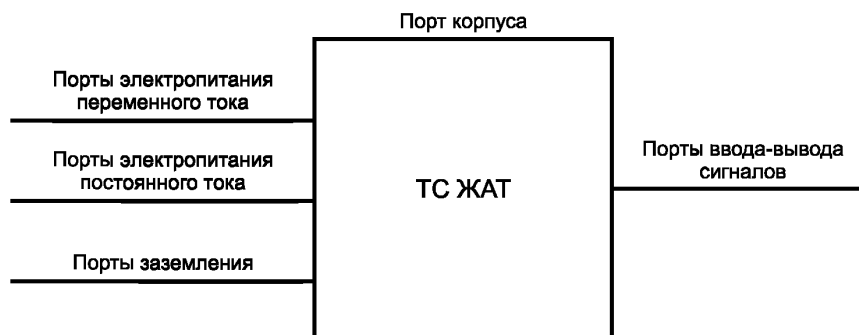 Порт корпуса
Порты электропитания
переменного тока
Порты электропитания
постоянного тока
Порты заземления
ТС ЖАТ
Порты ввода-вывода
сигналов